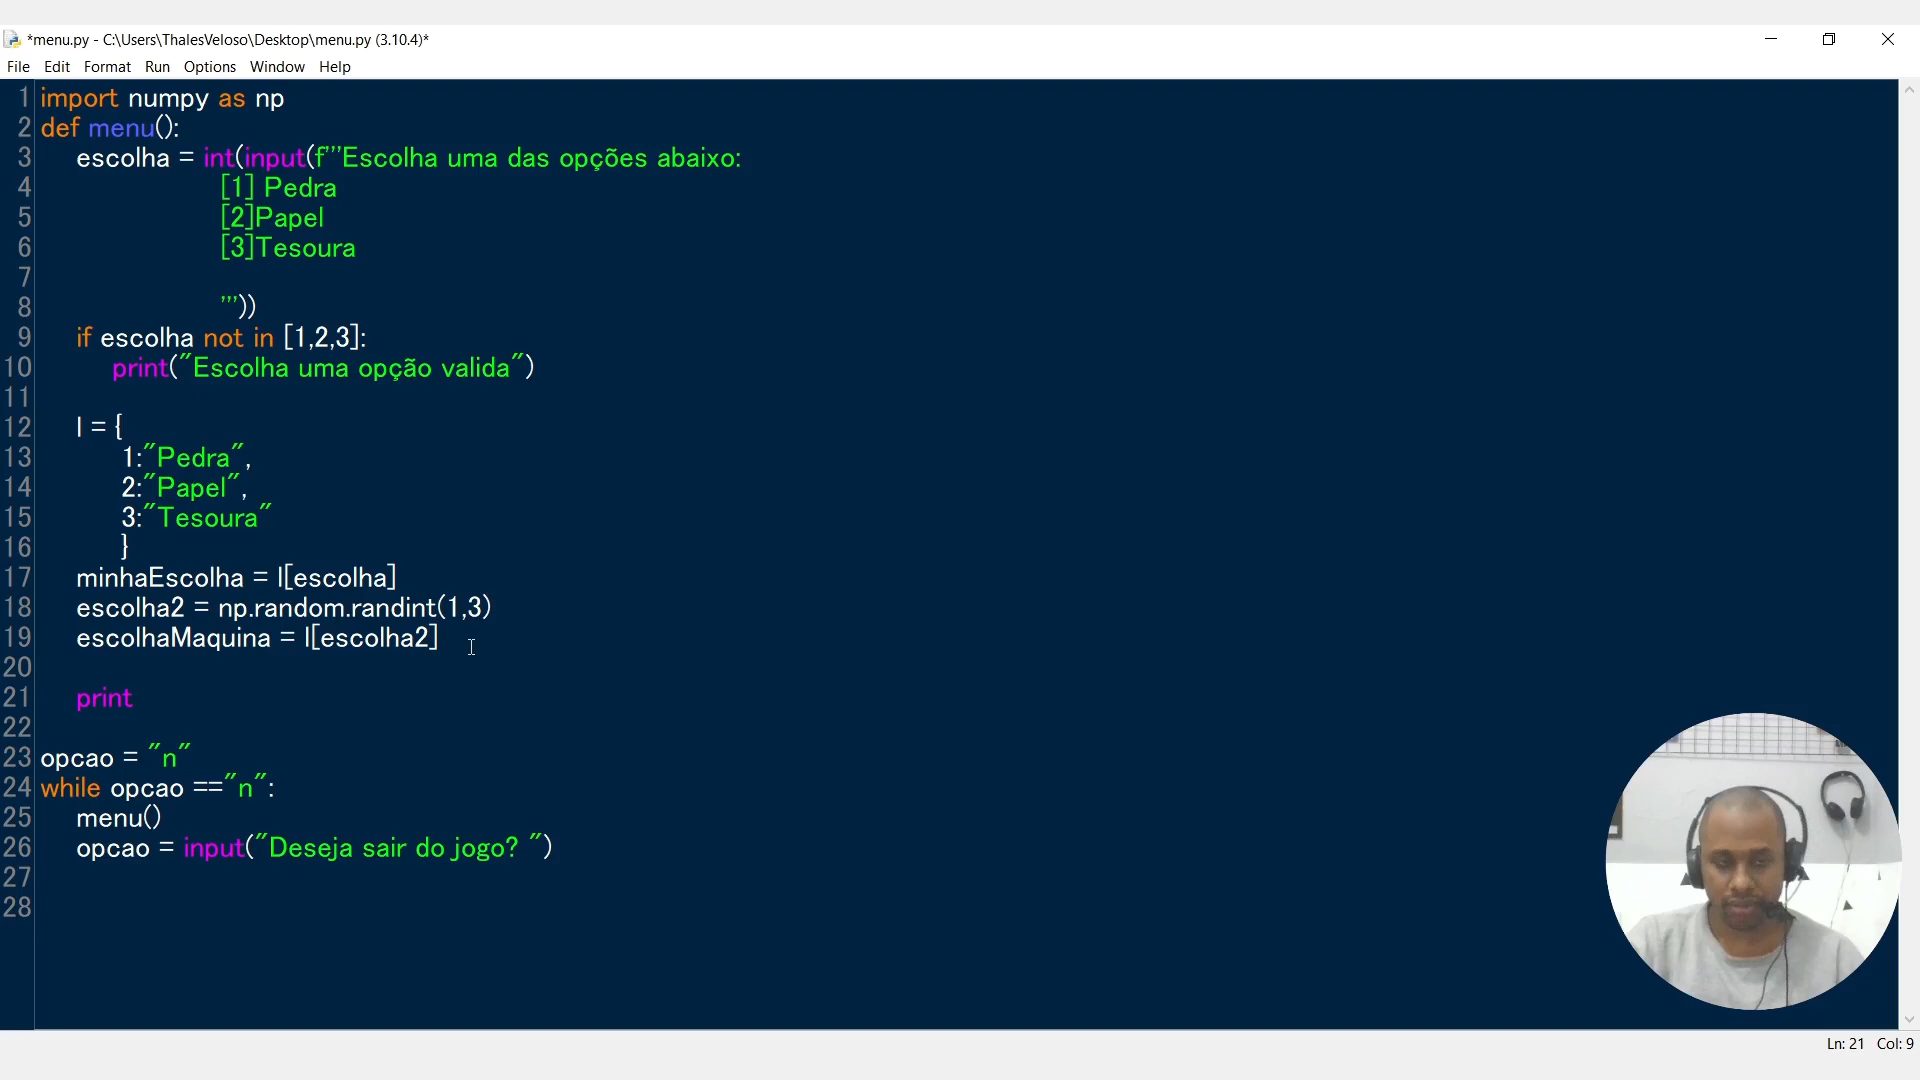 *menu.py - C:\Users\ThalesVeloso\Desktop\menu.py (3.10.4)*
File Edit Format Run Options Window Help
1 import numpy as np
2 def menu():
3     escolha = int(input(f'''Escolha uma das opções abaixo:
4                     [1] Pedra
5                     [2]Papel
6                     [3]Tesoura
7
8                     '''))
9     if escolha not in [1,2,3]:
10         print("Escolha uma opção valida")
11
12     l = {
13          1:"Pedra",
14          2:"Papel",
15          3:"Tesoura"
16          }
17     minhaEscolha = l[escolha]
18     escolha2 = np.random.randint(1,3)
19     escolhaMaquina = l[escolha2]
20
21     print
22
23 opcao = "n"
24 while opcao =="n":
25     menu()
26     opcao = input("Deseja sair do jogo? ")
27
28
Ln: 21 Col: 9